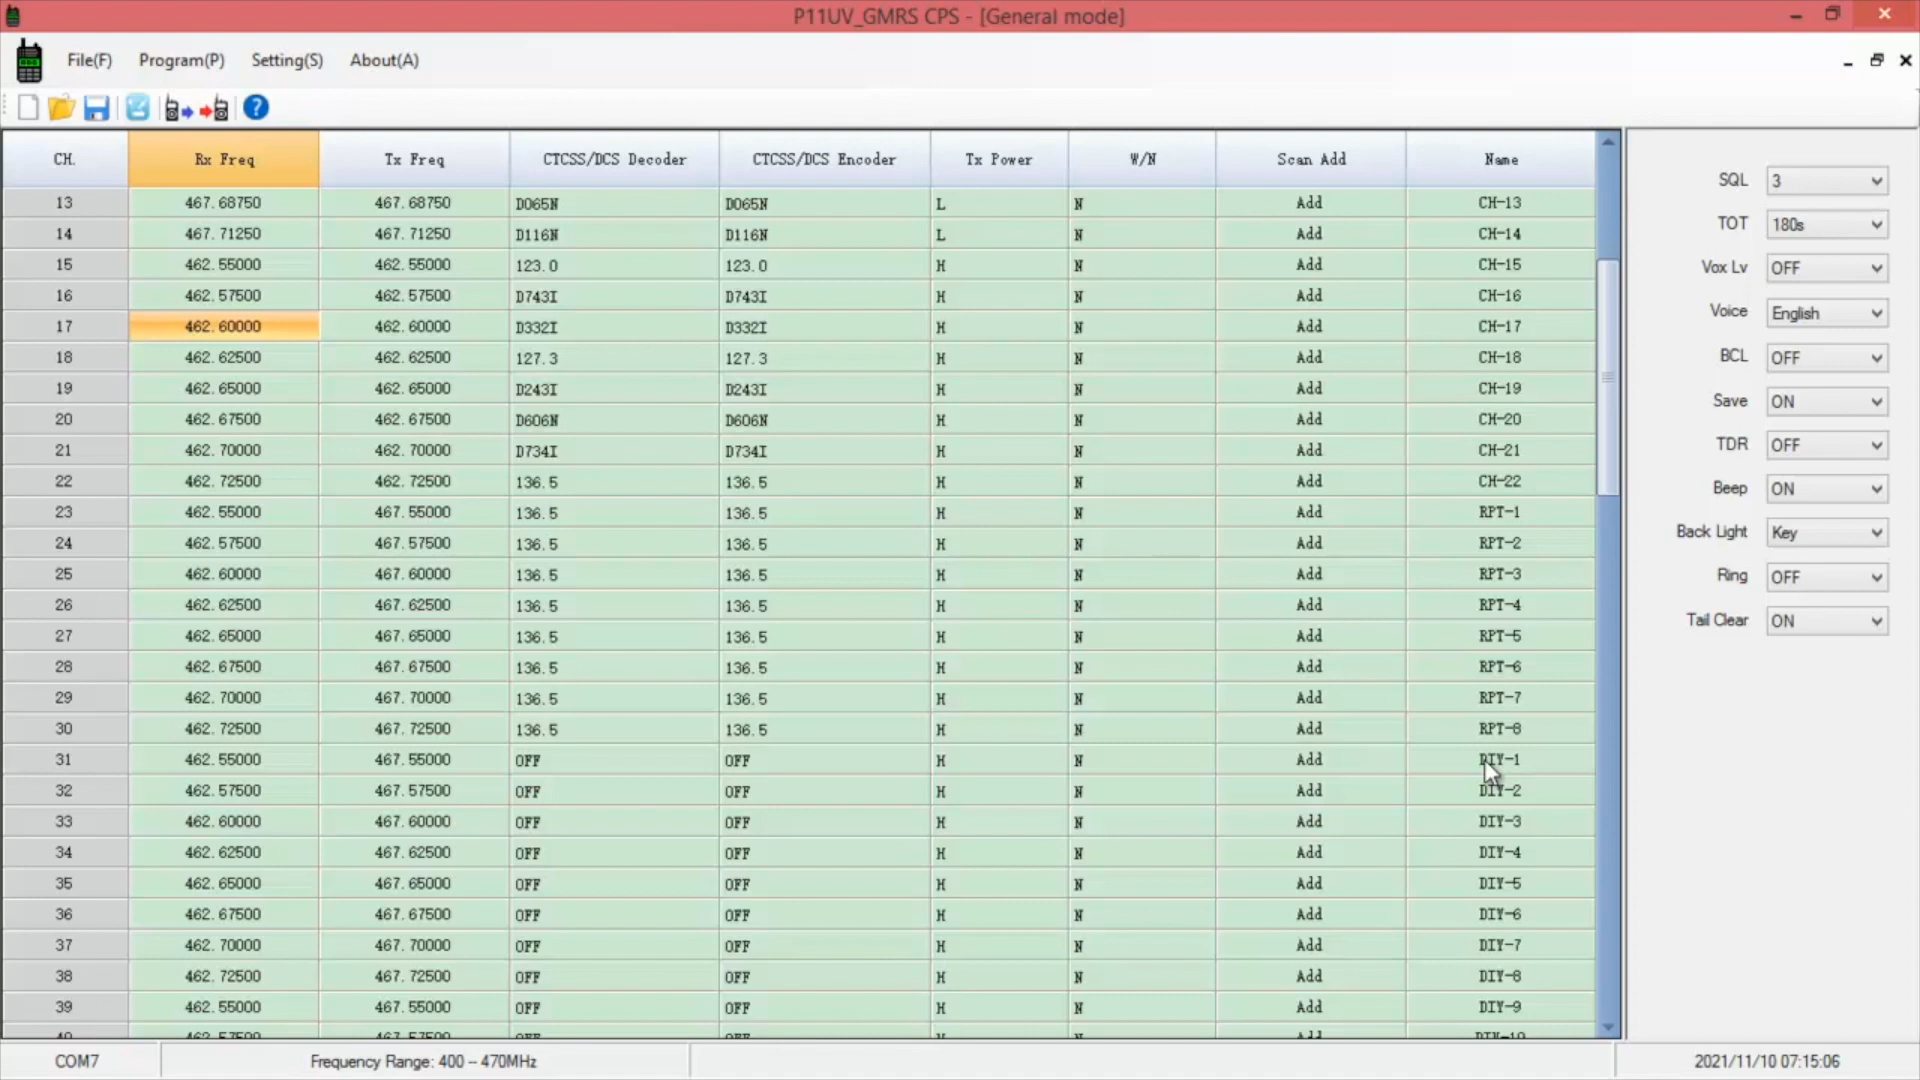 P11UV_GMRS CPS - [General mode]
File(F) Program(P) Setting(S) About(A)
CH. Rx Freq Tx Freq CTCSS/DCS Decoder CTCSS/DCS Encoder Tx Power W/N Scan Add Name
13 467.68750 467.68750 D065N D065N L N Add CH-13
14 467.71250 467.71250 D116N D116N L N Add CH-14
15 462.55000 462.55000 123.0 123.0 H N Add CH-15
16 462.57500 462.57500 D743I D743I H N Add CH-16
17 462.60000 462.60000 D332I D332I H N Add CH-17
18 462.62500 462.62500 127.3 127.3 H N Add CH-18
19 462.65000 462.65000 D243I D243I H N Add CH-19
20 462.67500 462.67500 D606N D606N H N Add CH-20
21 462.70000 462.70000 D734I D734I H N Add CH-21
22 462.72500 462.72500 136.5 136.5 H N Add CH-22
23 462.55000 467.55000 136.5 136.5 H N Add RPT-1
24 462.57500 467.57500 136.5 136.5 H N Add RPT-2
25 462.60000 467.60000 136.5 136.5 H N Add RPT-3
26 462.62500 467.62500 136.5 136.5 H N Add RPT-4
27 462.65000 467.65000 136.5 136.5 H N Add RPT-5
28 462.67500 467.67500 136.5 136.5 H N Add RPT-6
29 462.70000 467.70000 136.5 136.5 H N Add RPT-7
30 462.72500 467.72500 136.5 136.5 H N Add RPT-8
31 462.55000 467.55000 OFF OFF H N Add DIY-1
32 462.57500 467.57500 OFF OFF H N Add DIY-2
33 462.60000 467.60000 OFF OFF H N Add DIY-3
34 462.62500 467.62500 OFF OFF H N Add DIY-4
35 462.65000 467.65000 OFF OFF H N Add DIY-5
36 462.67500 467.67500 OFF OFF H N Add DIY-6
37 462.70000 467.70000 OFF OFF H N Add DIY-7
38 462.72500 467.72500 OFF OFF H N Add DIY-8
39 462.55000 467.55000 OFF OFF H N Add DIY-9
SQL 3
TOT 180s
Vox Lv OFF
Voice English
BCL OFF
Save ON
TDR OFF
Beep ON
Back Light Key
Ring OFF
Tail Clear ON
COM7 Frequency Range: 400 -- 470MHz 2021/11/10 07:15:06